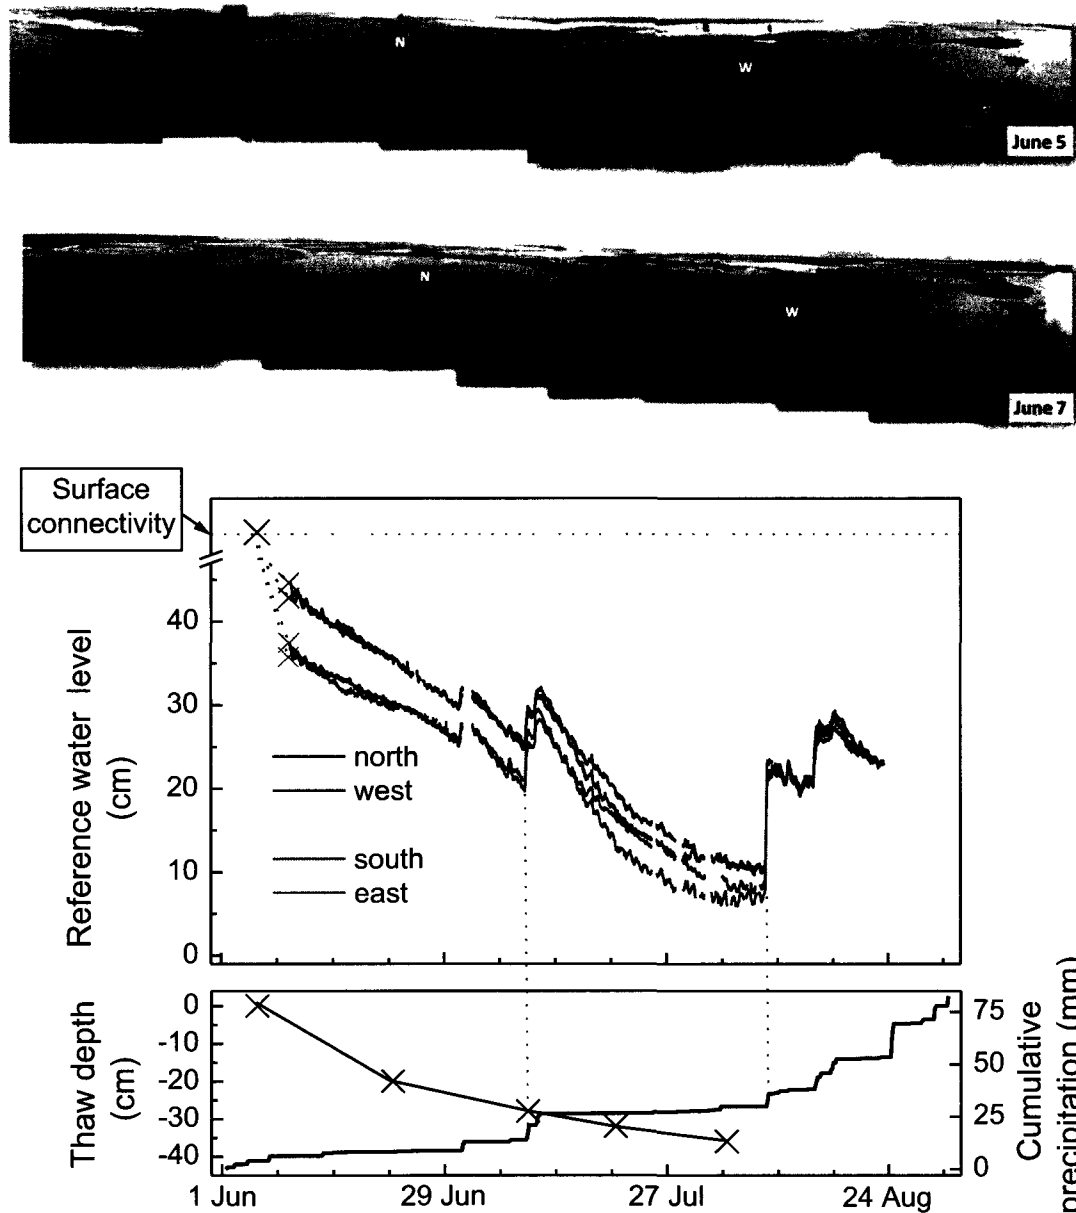 N
W
June 5
N
W
June 7
Surface
connectivity
Reference water level
(cm)
40
30
20
10
0
north
west
south
east
Thaw depth
(cm)
0
-10
-20
-30
-40
75
50
25
0
Cumulative
precipitation (mm)
1 Jun
29 Jun
27 Jul
24 Aug